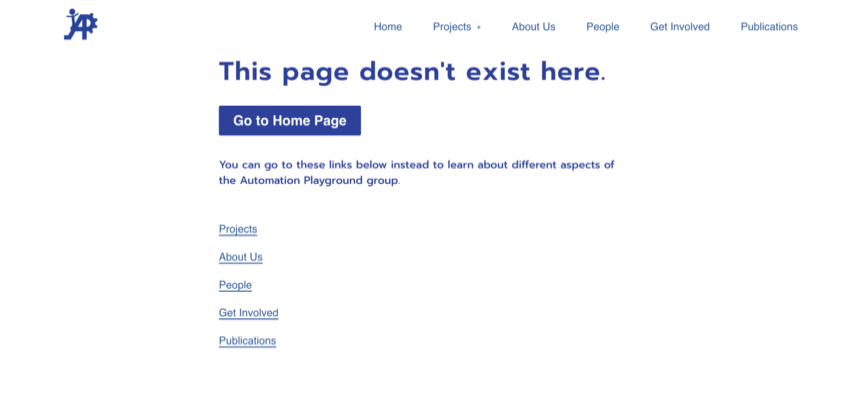 Home Projects + About Us People Get Involved Publications
This page doesn't exist here.
Go to Home Page
You can go to these links below instead to learn about different aspects of
the Automation Playground group.
Projects
About Us
People
Get Involved
Publications